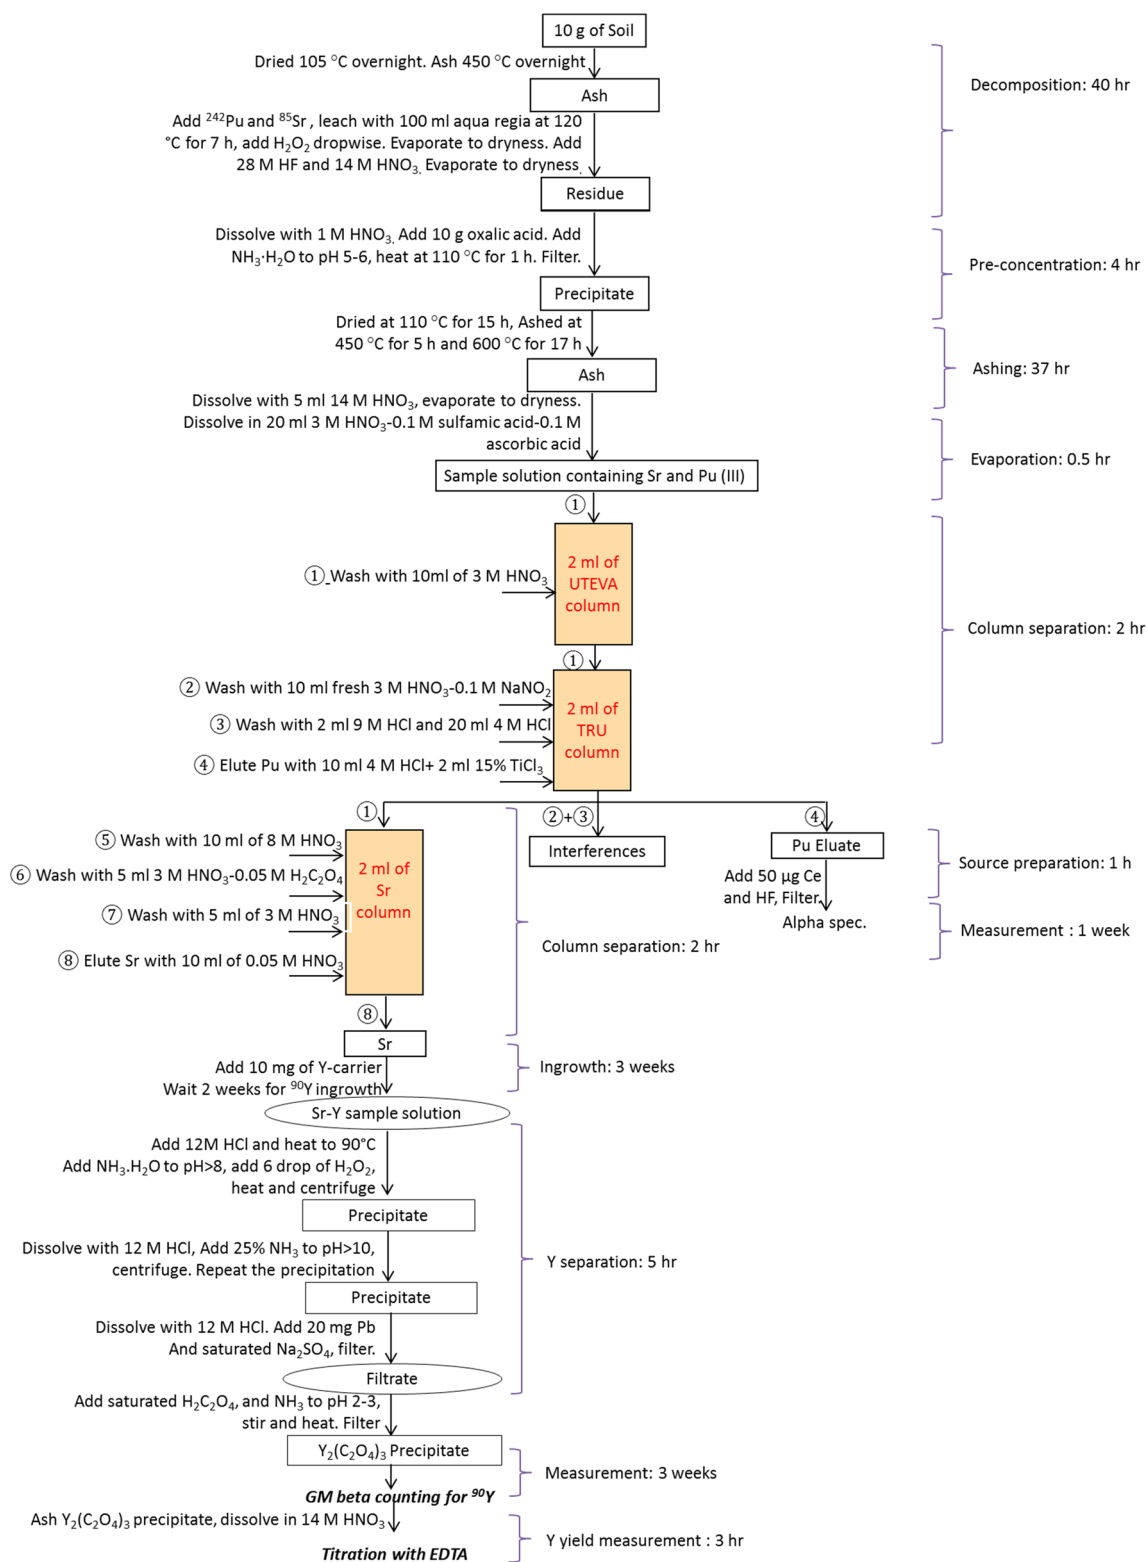 10 g of Soil
Dried 105 °C overnight. Ash 450 °C overnight
Decomposition: 40 hr
Ash
Add ²⁴²Pu and ⁸⁵Sr , leach with 100 ml aqua regia at 120
°C for 7 h, add H₂O₂ dropwise. Evaporate to dryness. Add
28 M HF and 14 M HNO₃. Evaporate to dryness.
Residue
Dissolve with 1 M HNO₃. Add 10 g oxalic acid. Add
NH₃·H₂O to pH 5-6, heat at 110 °C for 1 h. Filter.
Pre-concentration: 4 hr
Precipitate
Dried at 110 °C for 15 h, Ashed at
450 °C for 5 h and 600 °C for 17 h
Ashing: 37 hr
Ash
Dissolve with 5 ml 14 M HNO₃, evaporate to dryness.
Dissolve in 20 ml 3 M HNO₃-0.1 M sulfamic acid-0.1 M
ascorbic acid
Evaporation: 0.5 hr
Sample solution containing Sr and Pu (III)
①
2 ml of
UTEVA
column
① Wash with 10ml of 3 M HNO₃
Column separation: 2 hr
①
② Wash with 10 ml fresh 3 M HNO₃-0.1 M NaNO₂
③ Wash with 2 ml 9 M HCl and 20 ml 4 M HCl
2 ml of
TRU
column
④ Elute Pu with 10 ml 4 M HCl+ 2 ml 15% TiCl₃
①
②+③
④
⑤ Wash with 10 ml of 8 M HNO₃
⑥ Wash with 5 ml 3 M HNO₃-0.05 M H₂C₂O₄
⑦ Wash with 5 ml of 3 M HNO₃
⑧ Elute Sr with 10 ml of 0.05 M HNO₃
2 ml of
Sr
column
Interferences
Pu Eluate
Add 50 µg Ce
and HF, Filter
Alpha spec.
Source preparation: 1 h
Measurement : 1 week
Column separation: 2 hr
⑧
Sr
Add 10 mg of Y-carrier
Wait 2 weeks for ⁹⁰Y ingrowth
Ingrowth: 3 weeks
Sr-Y sample solution
Add 12M HCl and heat to 90°C
Add NH₃.H₂O to pH>8, add 6 drop of H₂O₂,
heat and centrifuge
Precipitate
Dissolve with 12 M HCl, Add 25% NH₃ to pH>10,
centrifuge. Repeat the precipitation
Y separation: 5 hr
Precipitate
Dissolve with 12 M HCl. Add 20 mg Pb
And saturated Na₂SO₄, filter.
Filtrate
Add saturated H₂C₂O₄, and NH₃ to pH 2-3,
stir and heat. Filter
Y₂(C₂O₄)₃ Precipitate
Measurement: 3 weeks
GM beta counting for ⁹⁰Y
Ash Y₂(C₂O₄)₃ precipitate, dissolve in 14 M HNO₃
Y yield measurement : 3 hr
Titration with EDTA